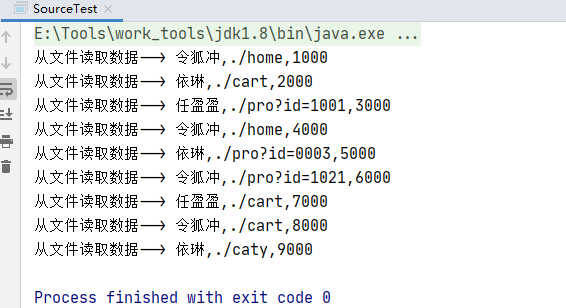 SourceTest ×
E:\Tools\work_tools\jdk1.8\bin\java.exe ...
从文件读取数据——> 令狐冲,./home,1000
从文件读取数据——> 依琳,./cart,2000
从文件读取数据——> 任盈盈,./pro?id=1001,3000
从文件读取数据——> 令狐冲,./home,4000
从文件读取数据——> 依琳,./pro?id=0003,5000
从文件读取数据——> 令狐冲,./pro?id=1021,6000
从文件读取数据——> 任盈盈,./cart,7000
从文件读取数据——> 令狐冲,./cart,8000
从文件读取数据——> 依琳,./caty,9000
Process finished with exit code 0